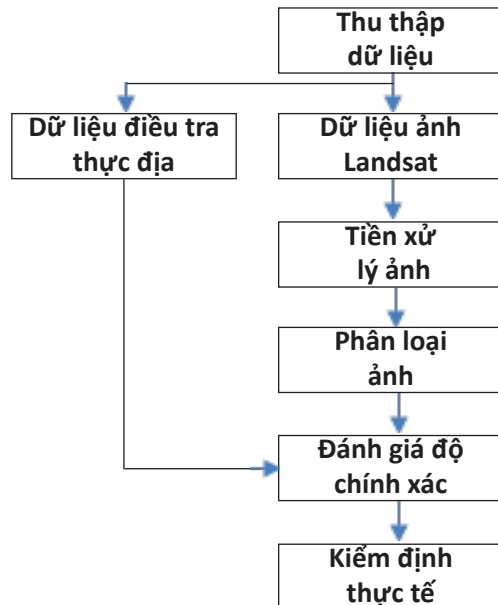 Thu thập
dữ liệu
Dữ liệu điều tra
thực địa
Dữ liệu ảnh
Landsat
Tiền xử
lý ảnh
Phân loại
ảnh
Đánh giá độ
chính xác
Kiểm định
thực tế